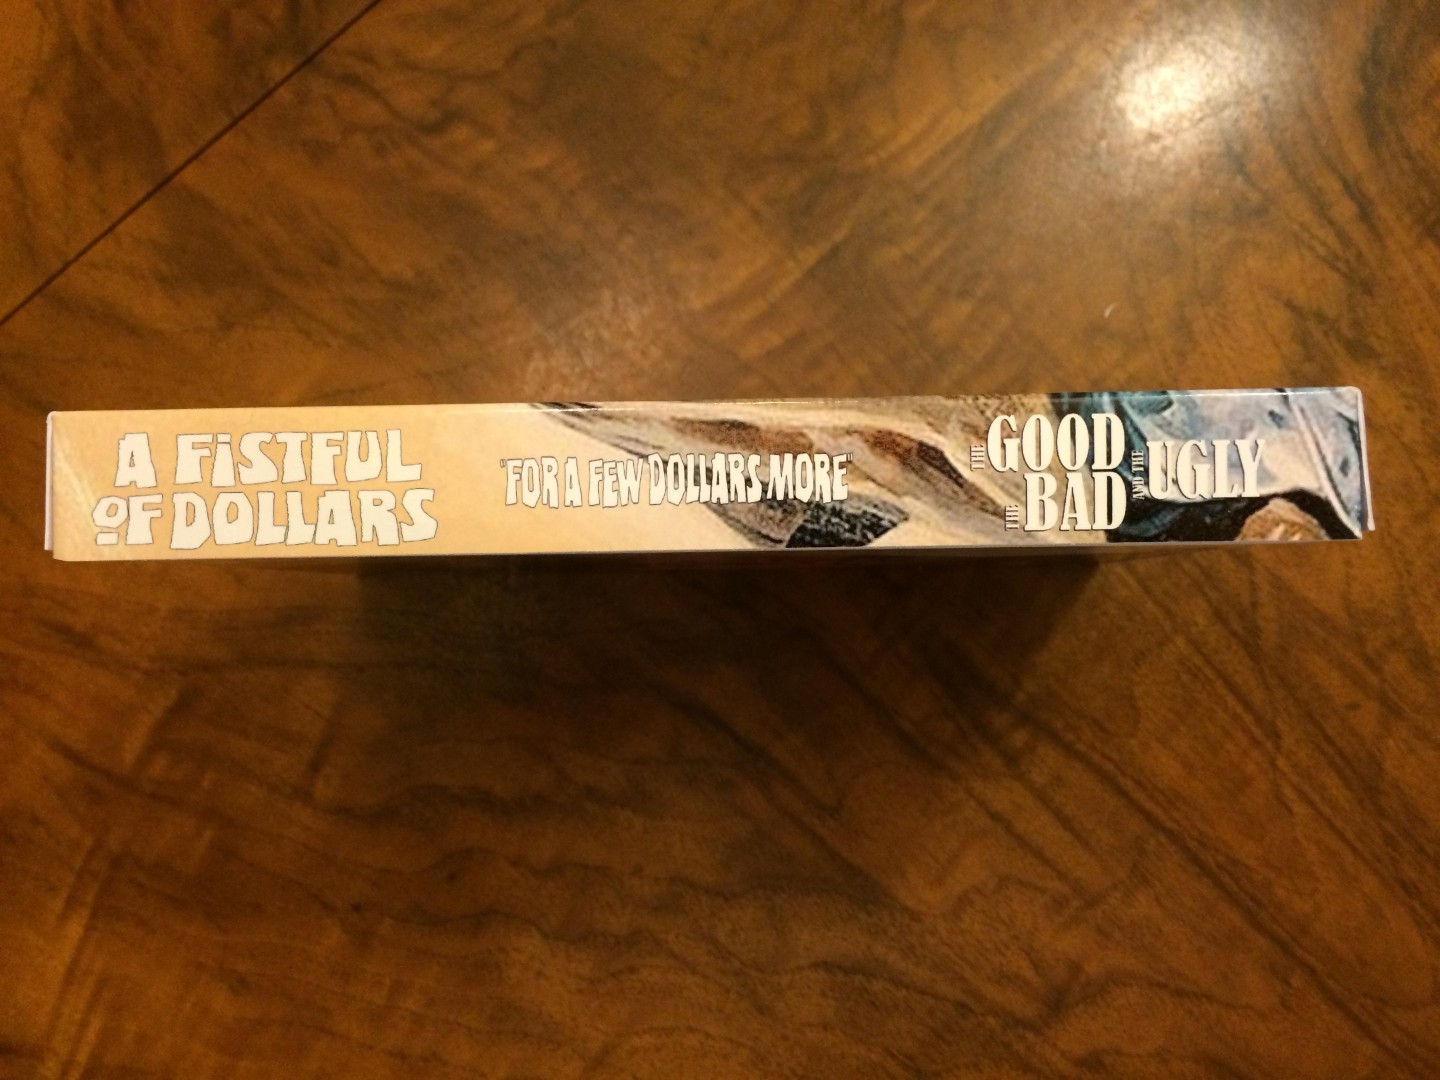 A FiSTFUL
OF DOLLARS
"FOR A FEW DOLLARS MORE"
THE GOOD
THE BAD
AND THE UGLY